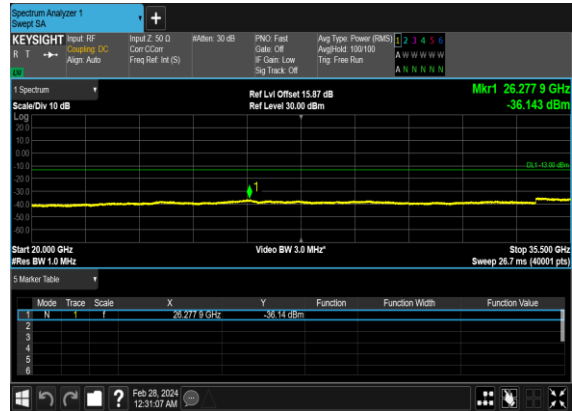 Spectrum Analyzer 1
Swept SA
KEYSIGHT Input: RF Input Z: 50 Ω #Atten: 30 dB PNO: Fast Avg Type: Power (RMS) 1 2 3 4 5 6
R T Coupling: DC Corr CCorr Gate: Off Avg|Hold: 100/100 A W W W W W
Align: Auto Freq Ref: Int (S) IF Gain: Low Trig: Free Run
Sig Track: Off A N N N N N
1 Spectrum Ref Lvl Offset 15.87 dB Mkr1 26.277 9 GHz
Scale/Div 10 dB Ref Level 30.00 dBm -36.143 dBm
Log
20.0
10.0
0.00
-10.0
DL1 -13.00 dBm
-20.0
-30.0
1
-40.0
-50.0
-60.0
Start 20.000 GHz Video BW 3.0 MHz* Stop 35.500 GHz
#Res BW 1.0 MHz Sweep 26.7 ms (40001 pts)
5 Marker Table
Mode Trace Scale X Y Function Function Width Function Value
1 N 1 f 26.277 9 GHz -36.14 dBm
2
3
4
5
6
? Feb 28, 2024
12:31:07 AM